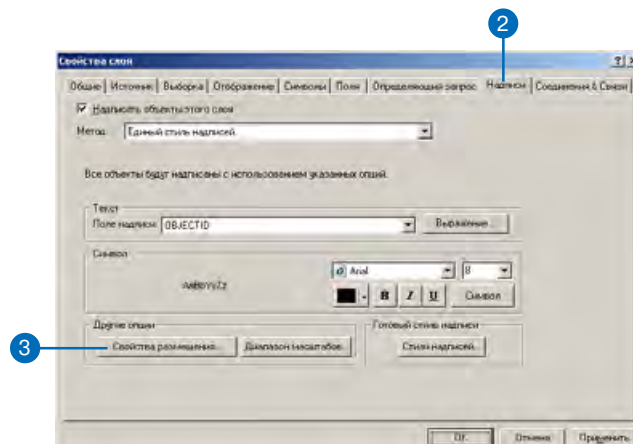 2
Свойства слоя
Общие Источник Выборка Отображение Символы Поля Определяющий запрос Надписи Соединения & Связи
Надписать объекты этого слоя
Метод: Единый стиль надписей.
Все объекты будут надписаны с использованием указанных опций.
Текст
Поле надписи: OBJECTID Выражение...
Символ
AaBbYyZz Arial 8
B I U Символ
Другие опции Готовый стиль надписи
3 Свойства размещения... Диапазон масштабов... Стили надписей...
OK Отмена Применить